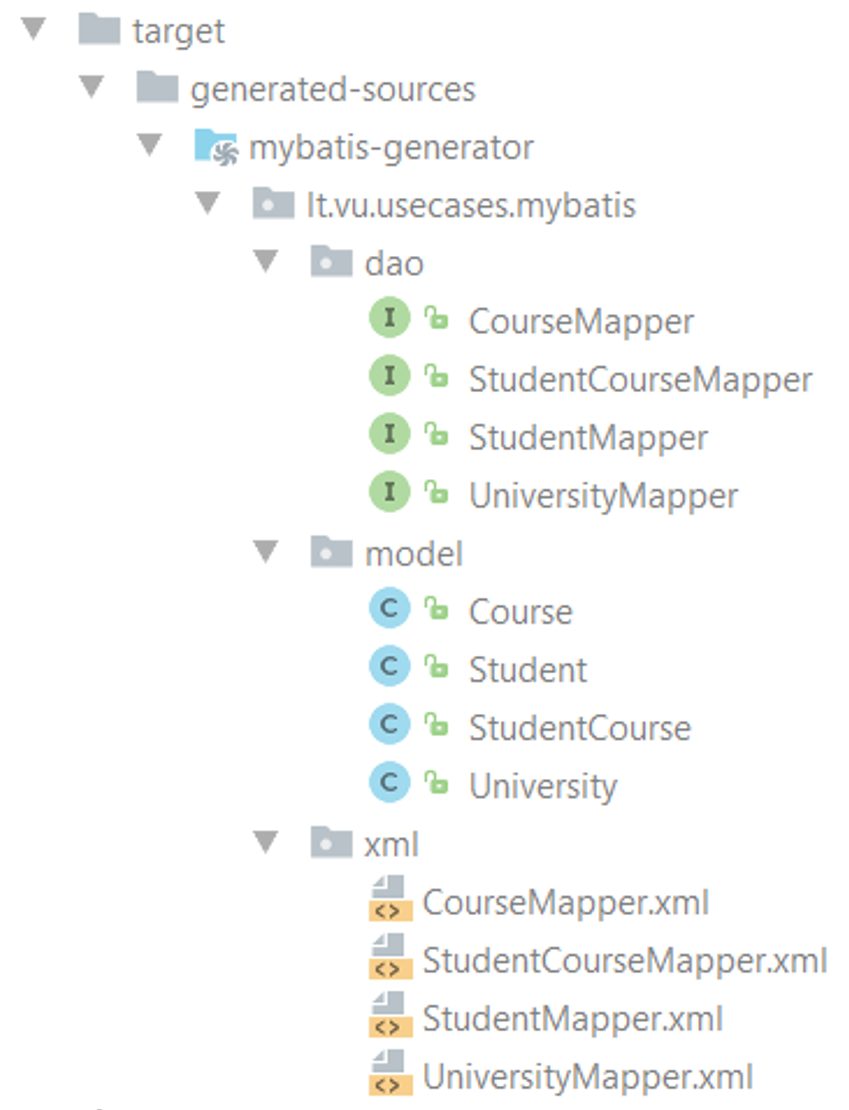 target
generated-sources
mybatis-generator
lt.vu.usecases.mybatis
dao
I CourseMapper
I StudentCourseMapper
I StudentMapper
I UniversityMapper
model
C Course
C Student
C StudentCourse
C University
xml
<> CourseMapper.xml
<> StudentCourseMapper.xml
<> StudentMapper.xml
<> UniversityMapper.xml